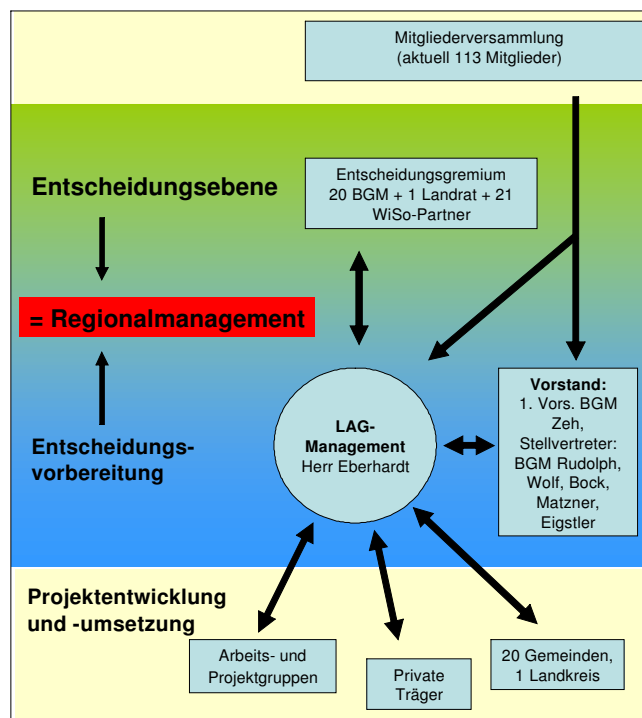 Mitgliederversammlung
(aktuell 113 Mitglieder)
Entscheidungsebene
Entscheidungsgremium
20 BGM + 1 Landrat + 21
WiSo-Partner
= Regionalmanagement
LAG-
Management
Herr Eberhardt
Vorstand:
1. Vors. BGM
Zeh,
Stellvertreter:
BGM Rudolph,
Wolf, Bock,
Matzner,
Eigstler
Entscheidungs-
vorbereitung
Projektentwicklung
und -umsetzung
Arbeits- und
Projektgruppen
Private
Träger
20 Gemeinden,
1 Landkreis